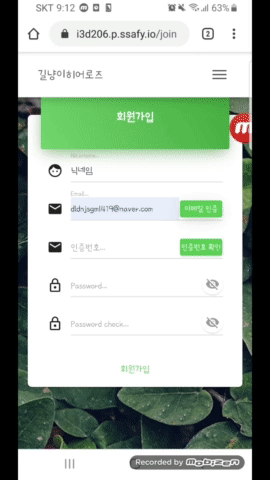 SKT 9:12 M 63%
i3d206.p.ssafy.io/join 2
길냥이히어로즈
회원가입
닉네임
Email...
dldnjsgml419@naver.com 이메일 인증
인증번호... 인증번호 확인
Password...
Password check...
회원가입
Recorded by mobizen